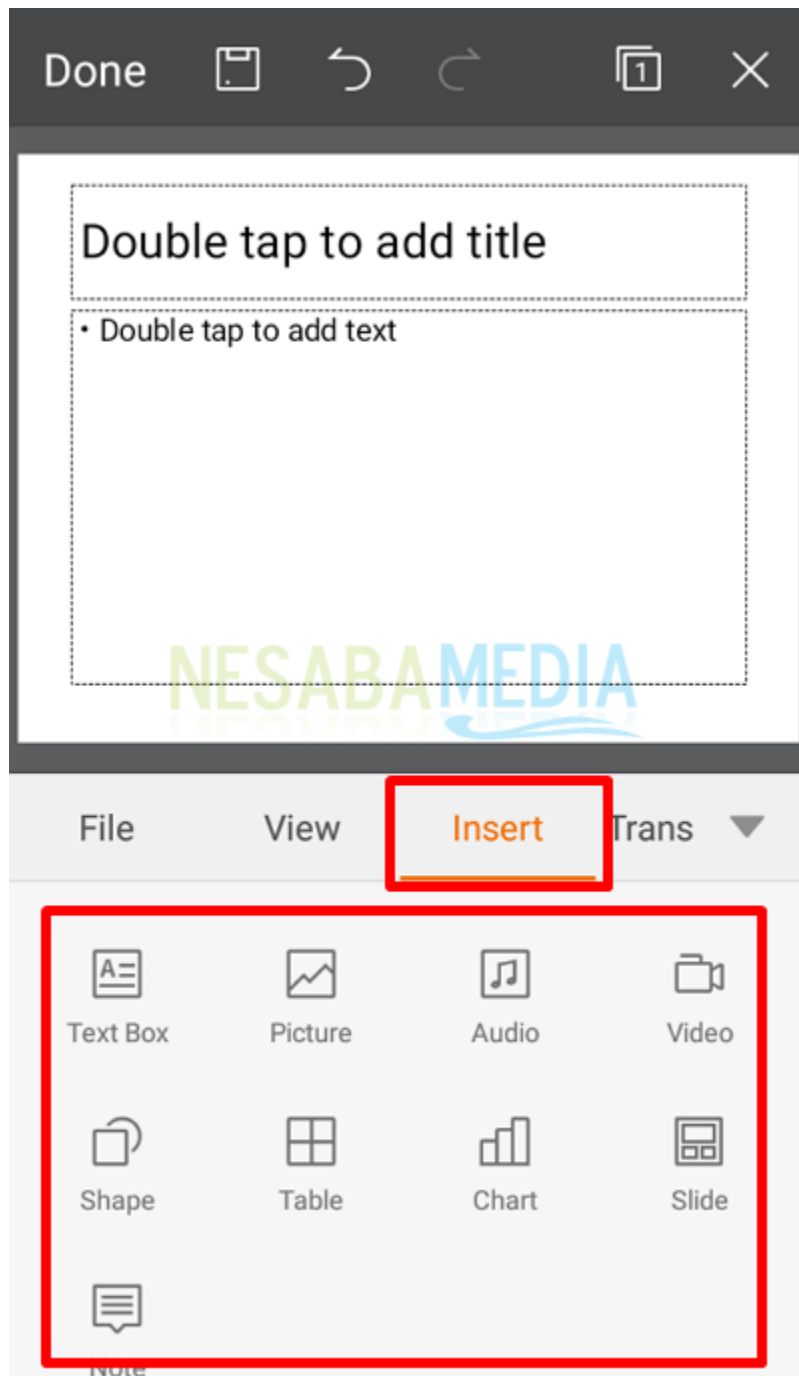 Done
1
Double tap to add title
• Double tap to add text
NESABAMEDIA
File View Insert Trans
Text Box Picture Audio Video
Shape Table Chart Slide
Note